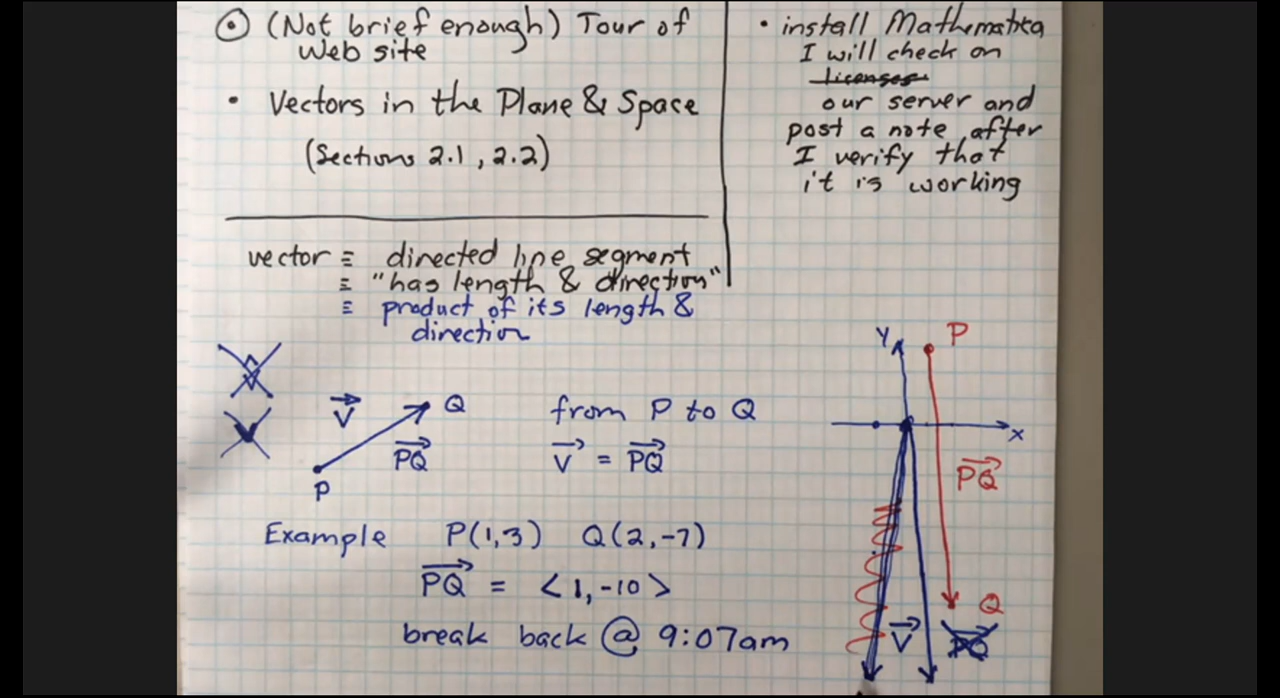 (Not brief enough) Tour of
Web site
• Vectors in the Plane & Space
(Sections 2.1, 2.2)
• install Mathematica
I will check on
licenses
our server and
post a note after
I verify that
it is working
vector ≡ directed line segment
≡ "has length & direction"
≡ product of its length &
direction
V⃗
Q
PQ⃗
P
from P to Q
V⃗ = PQ⃗
Example P(1,3) Q(2,-7)
PQ⃗ = <1,-10>
break back @ 9:07am
Y
P
x
PQ⃗
Q
V⃗